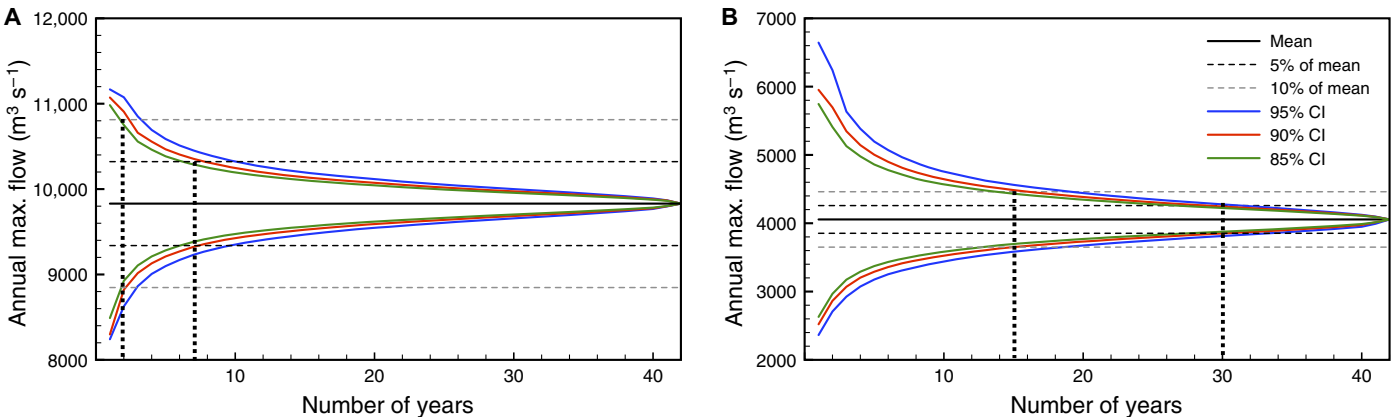 A
Annual max. flow (m³ s⁻¹)
12,000
11,000
10,000
9000
8000
10
20
30
40
Number of years
B
Annual max. flow (m³ s⁻¹)
7000
6000
5000
4000
3000
2000
10
20
30
40
Number of years
Mean
5% of mean
10% of mean
95% CI
90% CI
85% CI